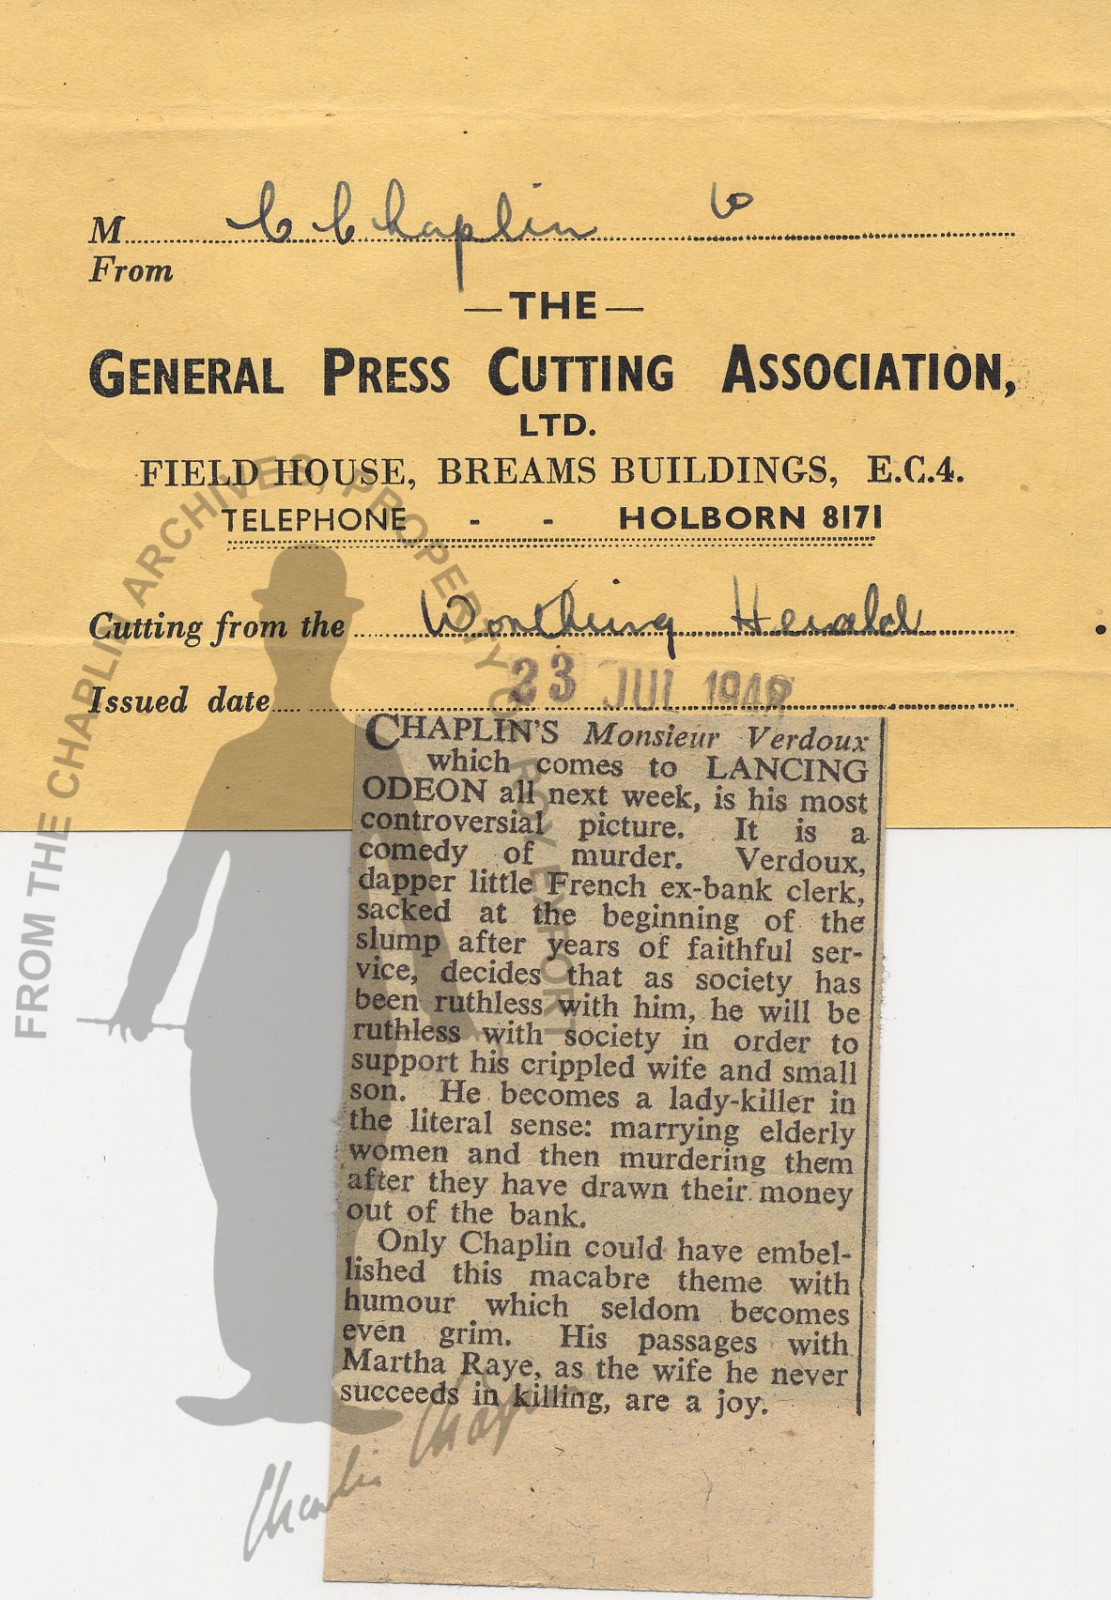 M C Chaplin
From
— THE —
GENERAL PRESS CUTTING ASSOCIATION,
LTD.
FIELD HOUSE, BREAMS BUILDINGS, E.C.4.
TELEPHONE - - HOLBORN 8171
Cutting from the Worthing Herald
Issued date 23 JUL 1948
CHAPLIN'S Monsieur Verdoux
which comes to LANCING
ODEON all next week, is his most
controversial picture. It is a
comedy of murder. Verdoux,
dapper little French ex-bank clerk,
sacked at the beginning of the
slump after years of faithful ser-
vice, decides that as society has
been ruthless with him, he will be
ruthless with society in order to
support his crippled wife and small
son. He becomes a lady-killer in
the literal sense: marrying elderly
women and then murdering them
after they have drawn their money
out of the bank.
Only Chaplin could have embel-
lished this macabre theme with
humour which seldom becomes
even grim. His passages with
Martha Raye, as the wife he never
succeeds in killing, are a joy.
FROM THE CHAPLIN ARCHIVES, PROPERTY OF ROY EXPORT
Charlie Chaplin